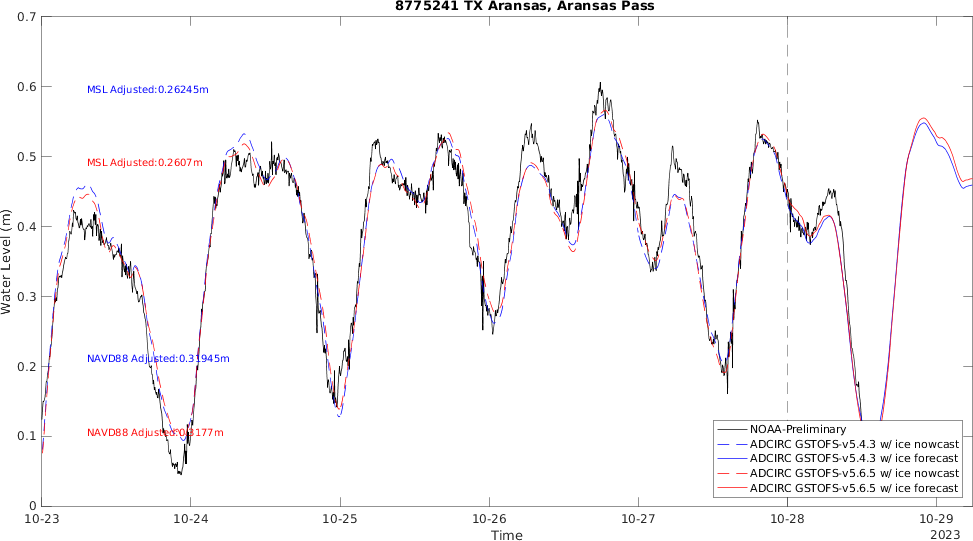 8775241 TX Aransas, Aransas Pass
0.7
0.6
0.5
0.4
0.3
0.2
0.1
0
Water Level (m)
MSL Adjusted:0.26245m
MSL Adjusted:0.2607m
NAVD88 Adjusted:0.31945m
NAVD88 Adjusted:0.3177m
NOAA-Preliminary
ADCIRC GSTOFS-v5.4.3 w/ ice nowcast
ADCIRC GSTOFS-v5.4.3 w/ ice forecast
ADCIRC GSTOFS-v5.6.5 w/ ice nowcast
ADCIRC GSTOFS-v5.6.5 w/ ice forecast
10-23 10-24 10-25 10-26 10-27 10-28 10-29
Time
2023